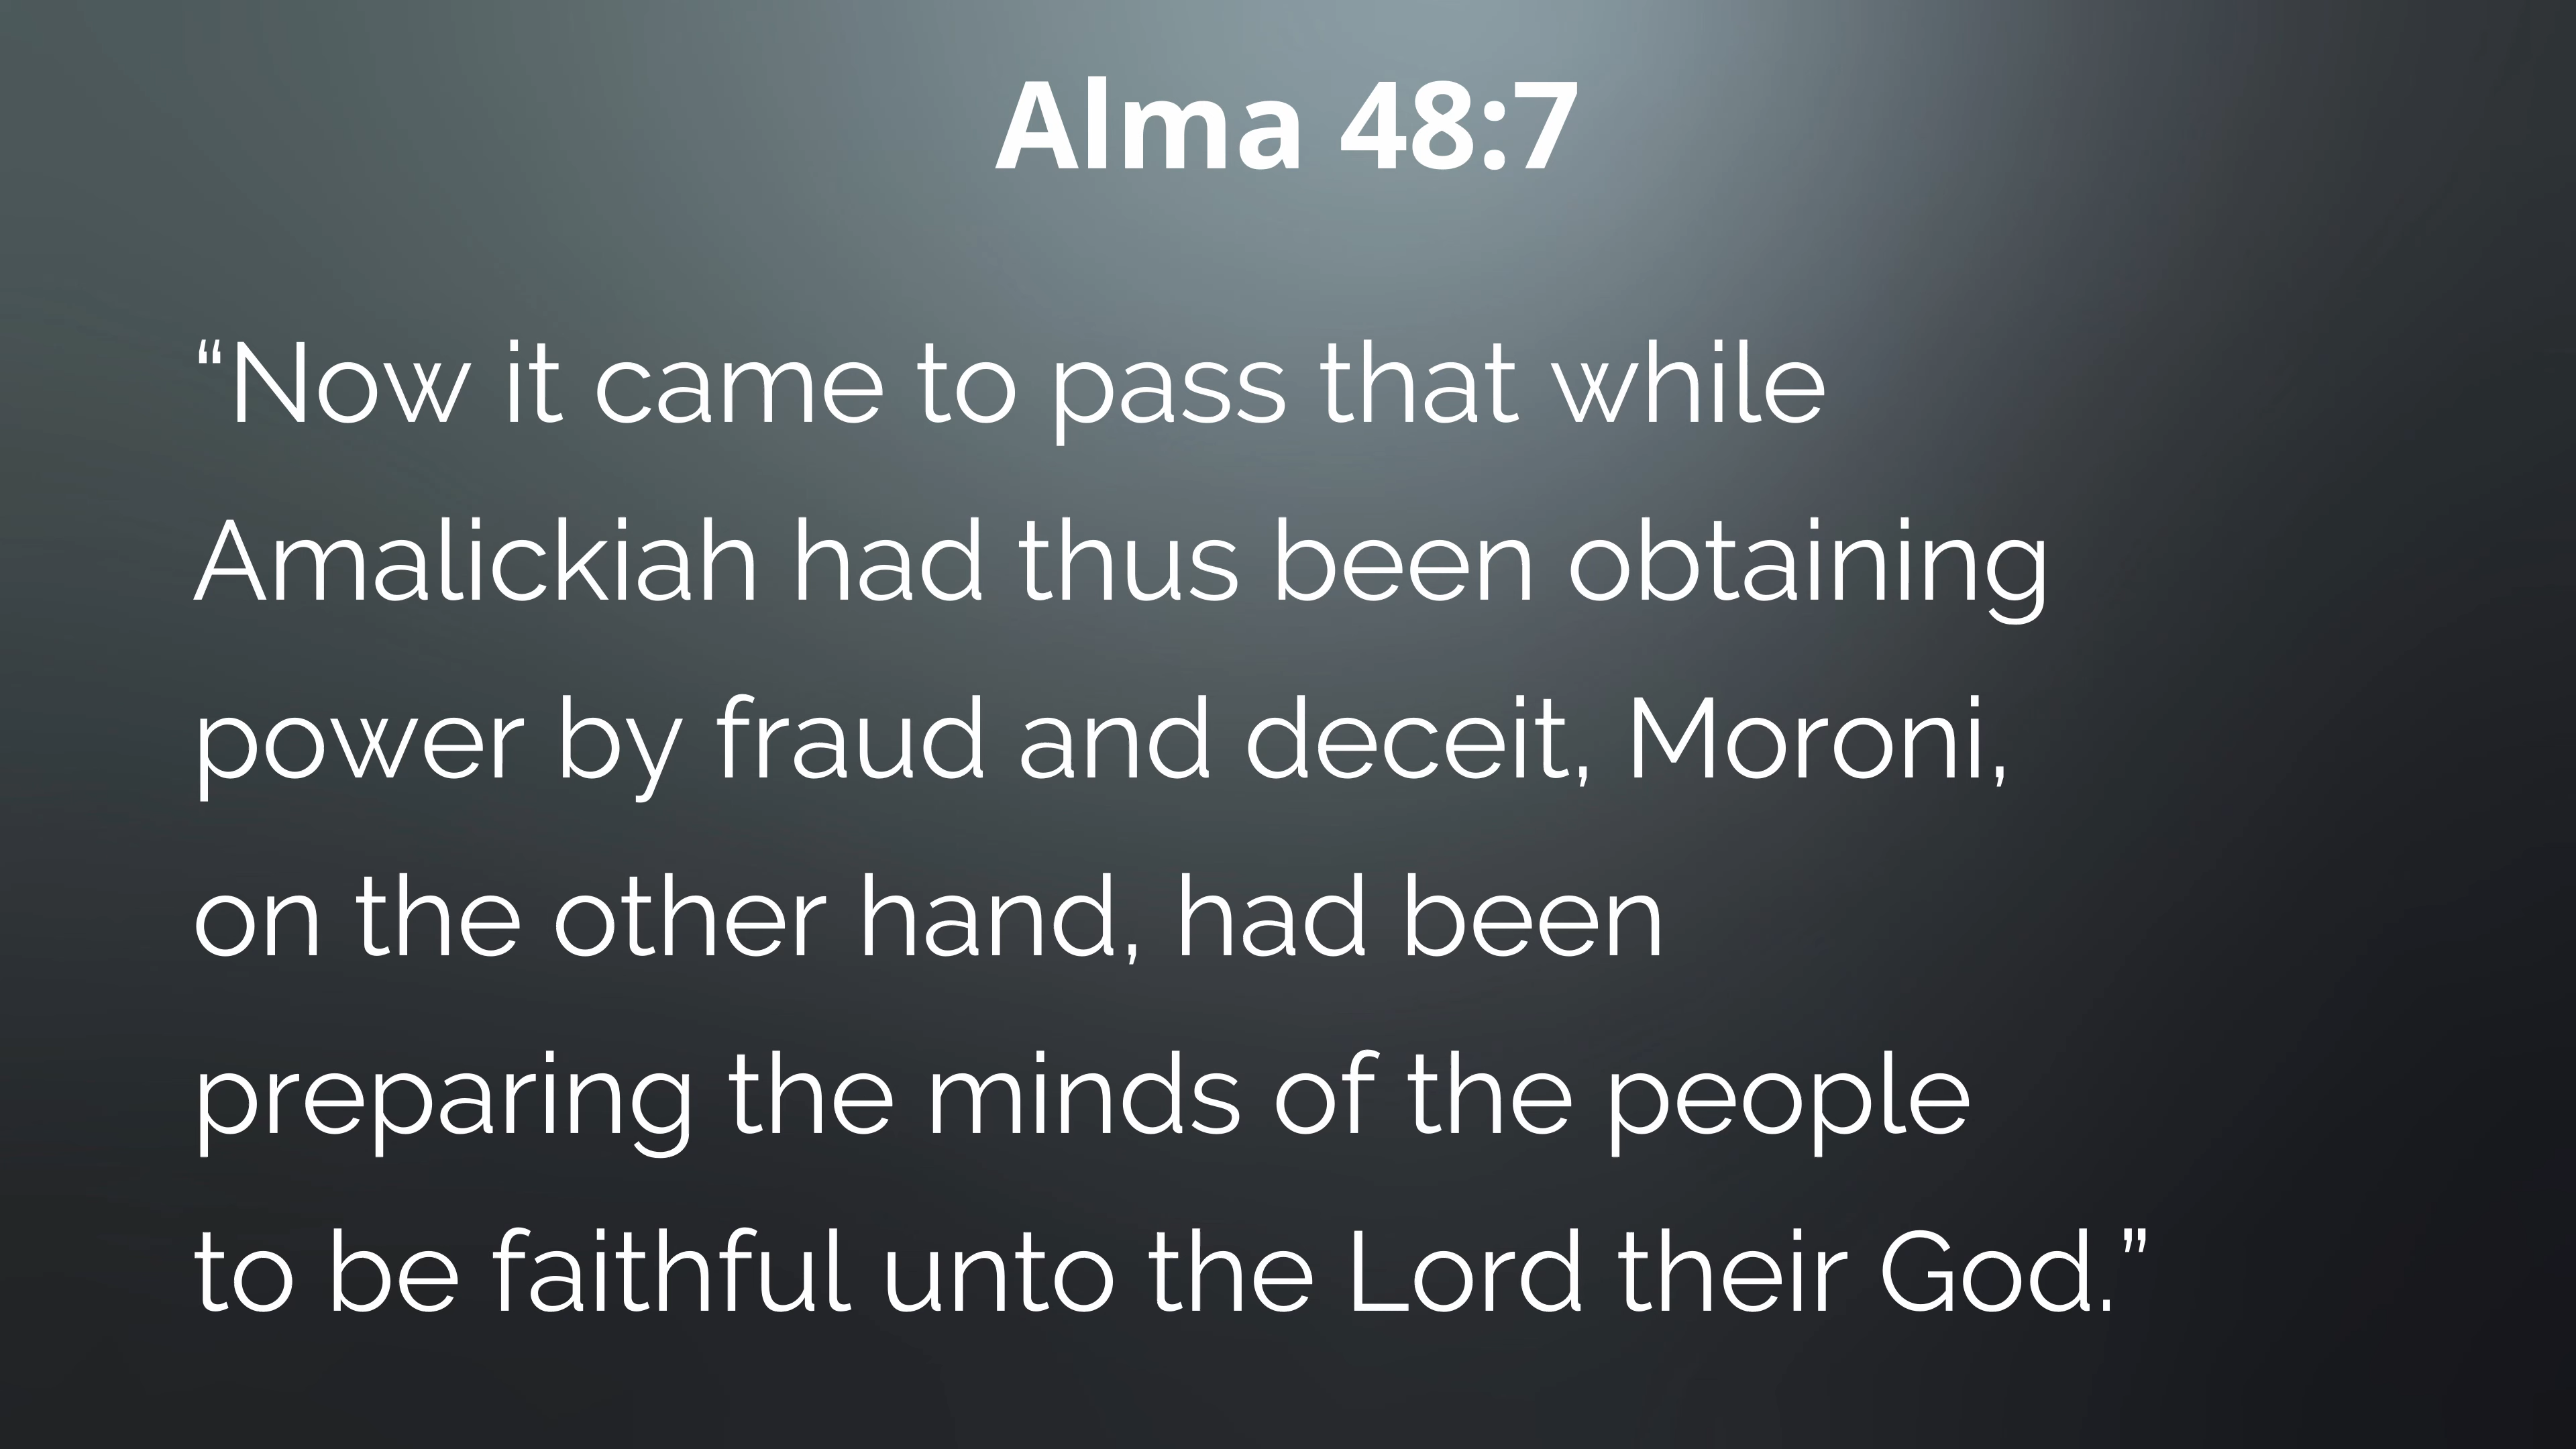 Alma 48:7
“Now it came to pass that while
Amalickiah had thus been obtaining
power by fraud and deceit, Moroni,
on the other hand, had been
preparing the minds of the people
to be faithful unto the Lord their God.”